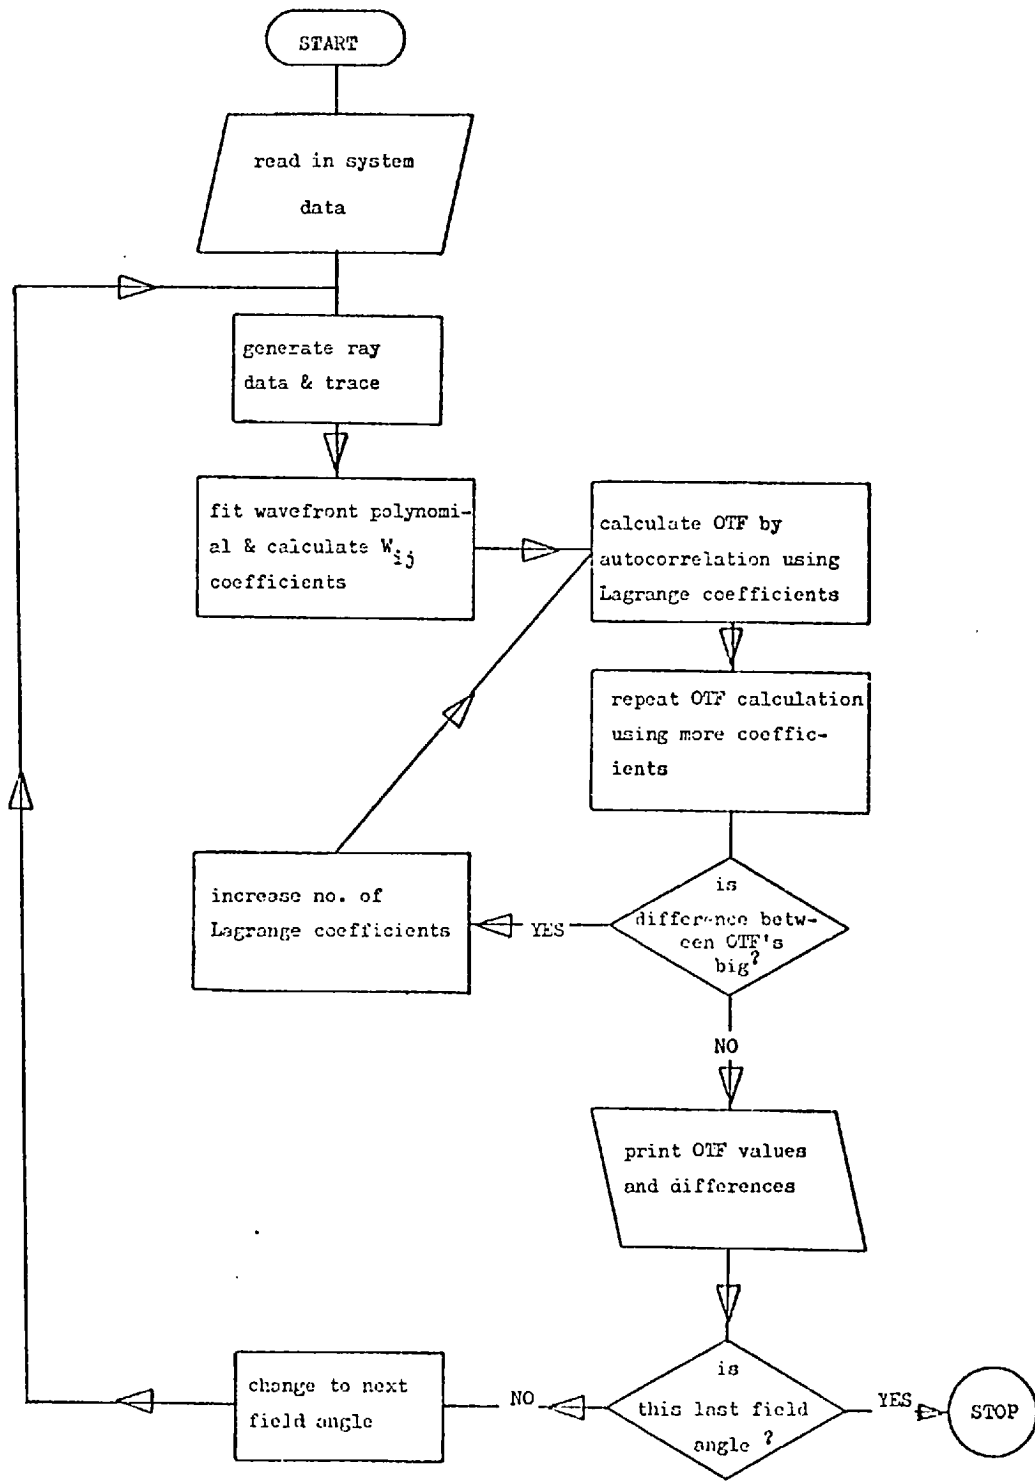 START
read in system
data
generate ray
data & trace
fit wavefront polynomi-
al & calculate W_ij
coefficients
calculate OTF by
autocorrelation using
Lagrange coefficients
repeat OTF calculation
using more coeffic-
ients
is
difference betw-
een OTF's
big?
YES
increase no. of
Lagrange coefficients
NO
print OTF values
and differences
is
this last field
angle ?
NO
change to next
field angle
YES
STOP